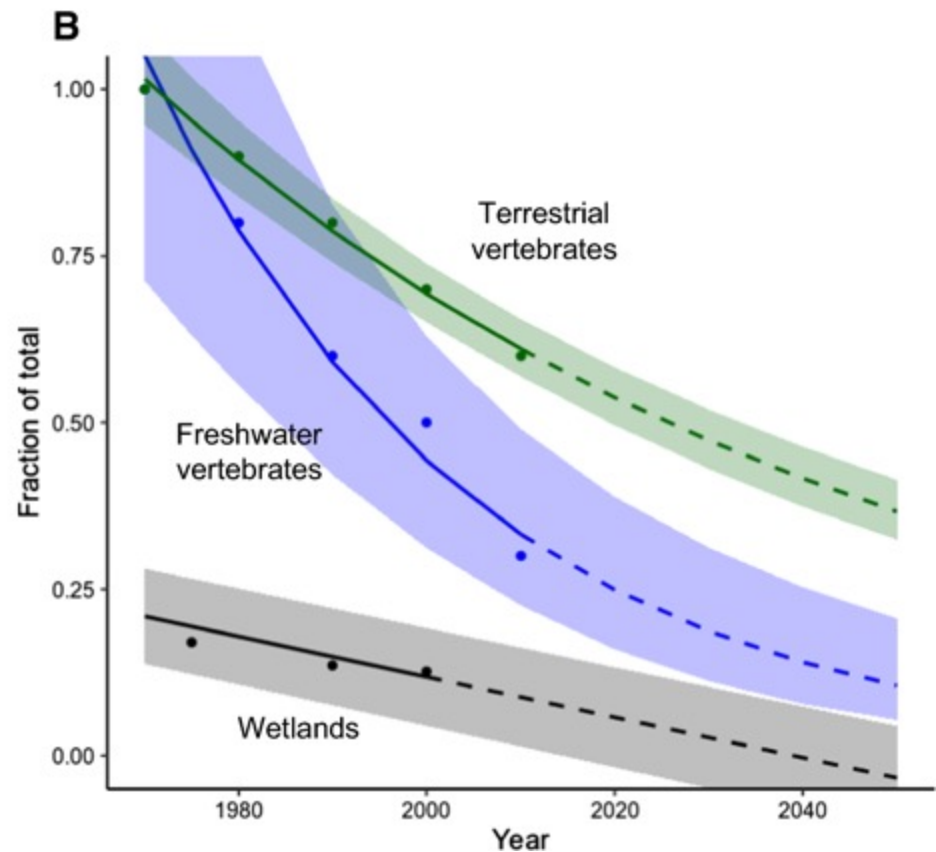 B
1.00
0.75
0.50
0.25
0.00
Fraction of total
Terrestrial
vertebrates
Freshwater
vertebrates
Wetlands
1980
2000
2020
2040
Year